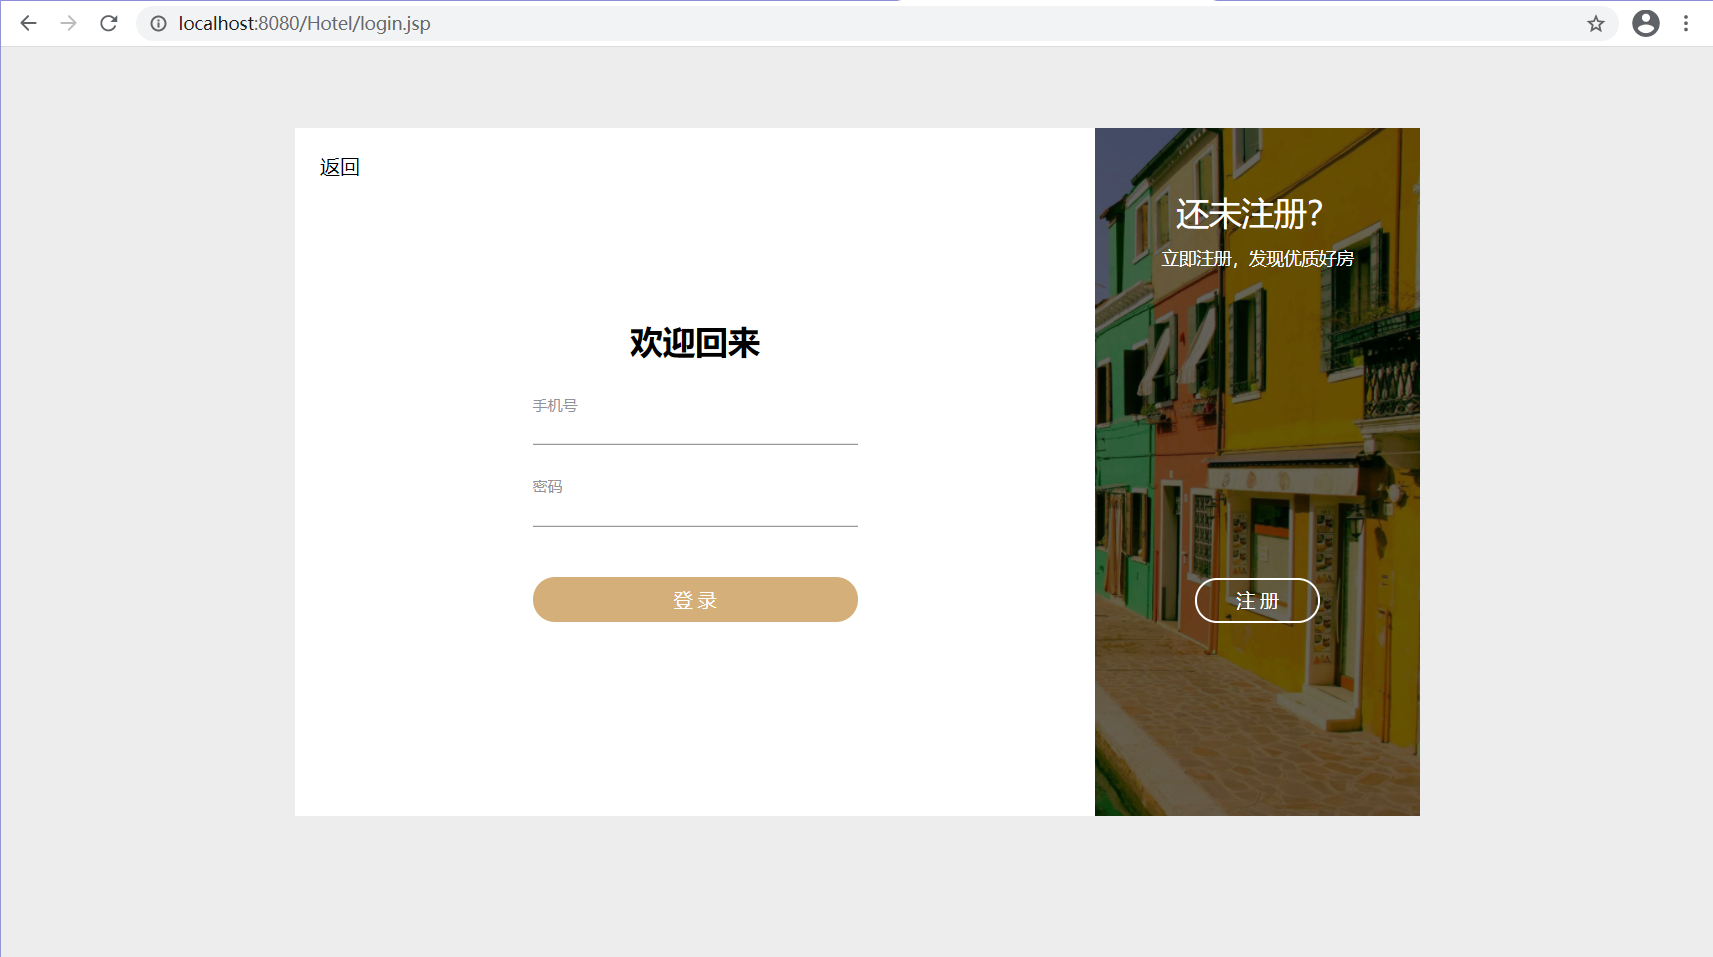 localhost:8080/Hotel/login.jsp
返回
欢迎回来
手机号
密码
登录
还未注册?
立即注册，发现优质好房
注册